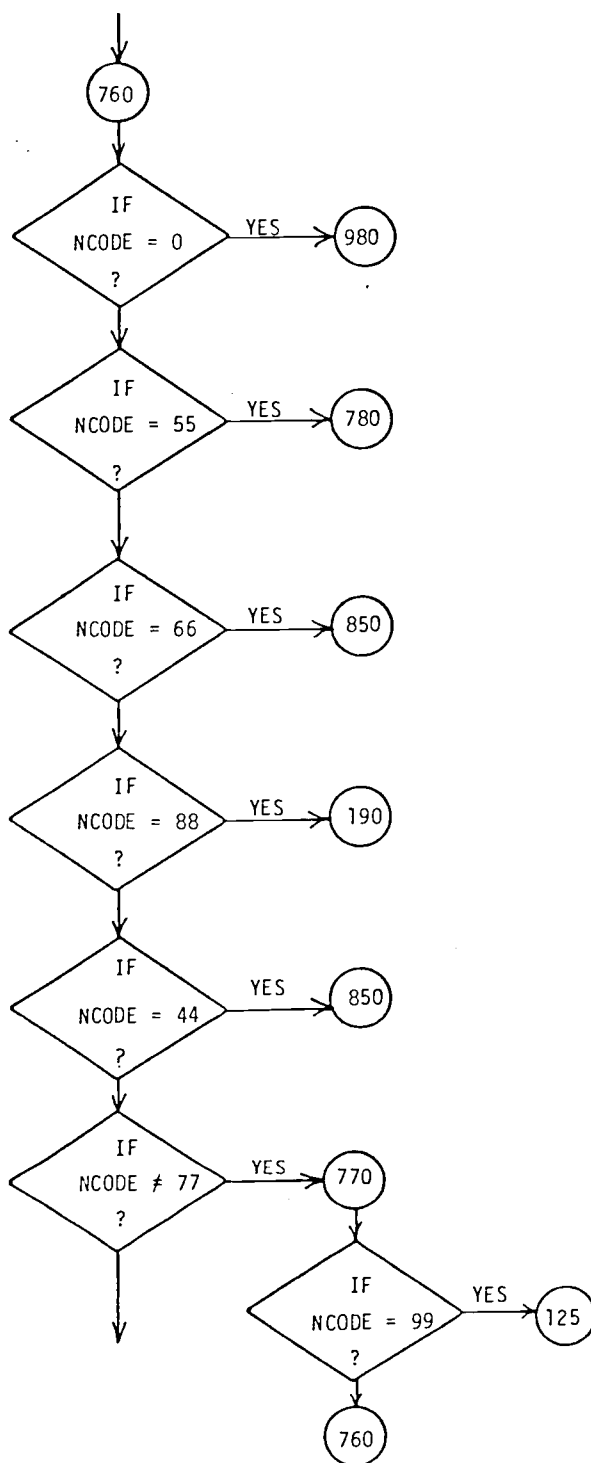 760
IF
NCODE = 0
?
YES
980
IF
NCODE = 55
?
YES
780
IF
NCODE = 66
?
YES
850
IF
NCODE = 88
?
YES
190
IF
NCODE = 44
?
YES
850
IF
NCODE ≠ 77
?
YES
770
IF
NCODE = 99
?
YES
125
760